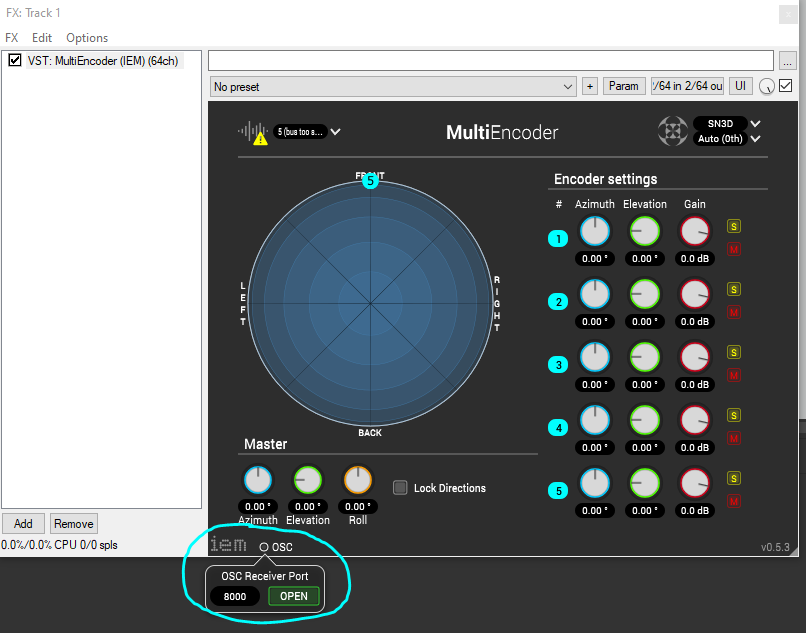 FX: Track 1
FX Edit Options
VST: MultiEncoder (IEM) (64ch)
...
No preset
+
Param
'/64 in 2/64 ou
UI
5 (bus too s...
MultiEncoder
SN3D
Auto (0th)
FRONT
5
LEFT
RIGHT
BACK
Encoder settings
# Azimuth Elevation Gain
1
S
M
0.00 ° 0.00 ° 0.0 dB
2
S
M
0.00 ° 0.00 ° 0.0 dB
3
S
M
0.00 ° 0.00 ° 0.0 dB
4
S
M
0.00 ° 0.00 ° 0.0 dB
5
S
M
0.00 ° 0.00 ° 0.0 dB
Master
0.00 ° 0.00 ° 0.00 °
Azimuth Elevation Roll
Lock Directions
Add Remove
0.0%/0.0% CPU 0/0 spls
iem
OSC
v0.5.3
OSC Receiver Port
8000 OPEN